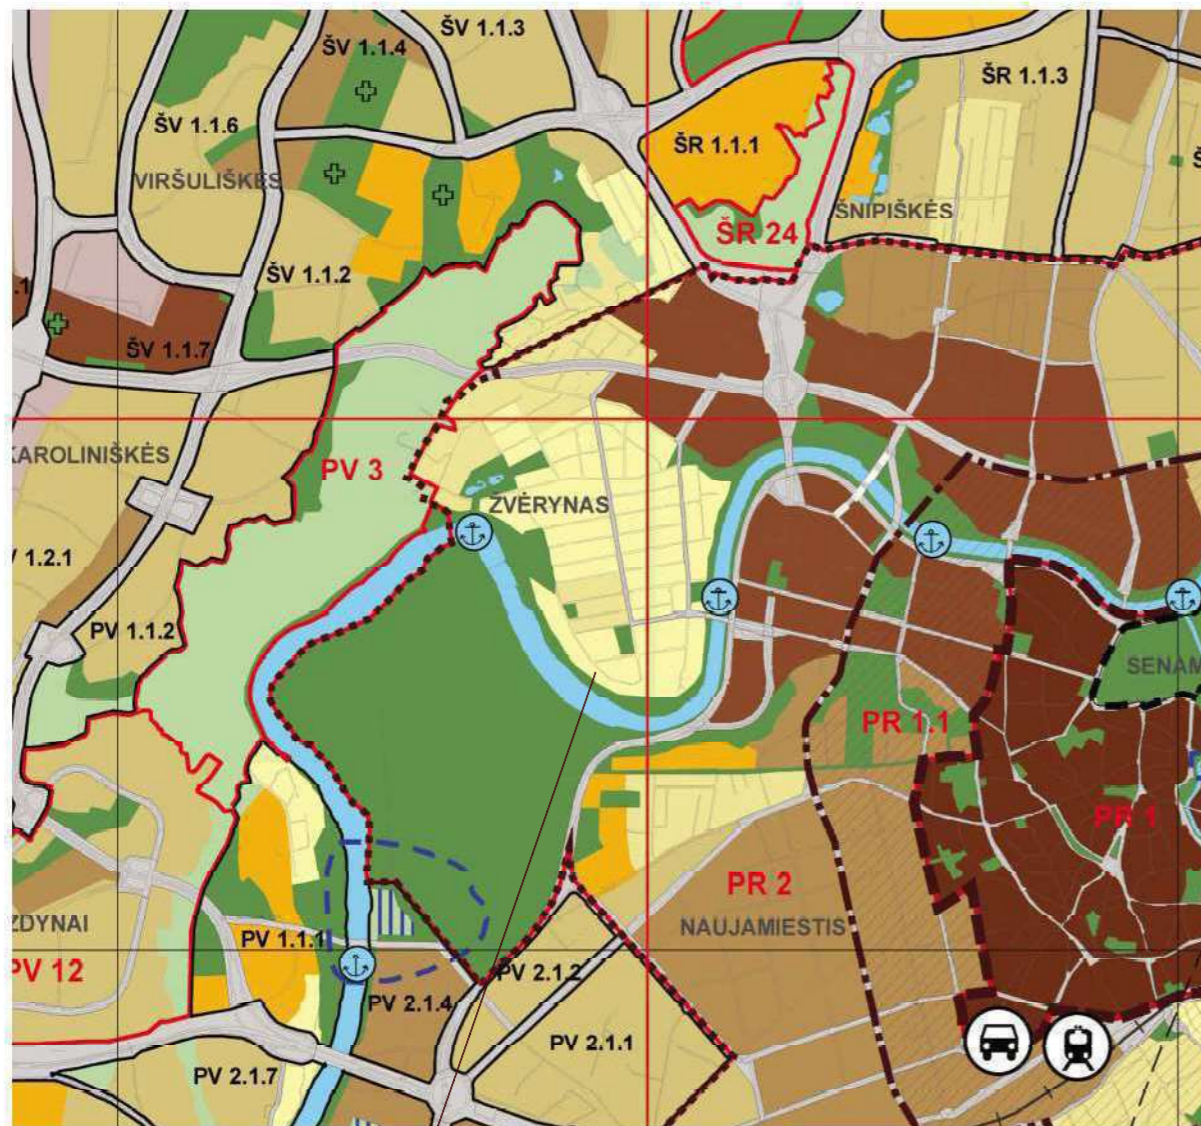 ŠV 1.1.3
ŠV 1.1.4
ŠR 1.1.3
ŠV 1.1.6
ŠR 1.1.1
VIRŠULIŠKĖS
ŠNIPIŠKĖS
ŠR 24
ŠV 1.1.2
ŠV 1.1.7
KAROLINIŠKĖS
PV 3
ŽVĖRYNAS
1.2.1
PV 1.1.2
SENAM
PR 1.1
PR 1
PR 2
NAUJAMIESTIS
ZDYNAI
PV 1.1.1
PV 12
PV 2.1.2
PV 2.1.4
PV 2.1.1
PV 2.1.7